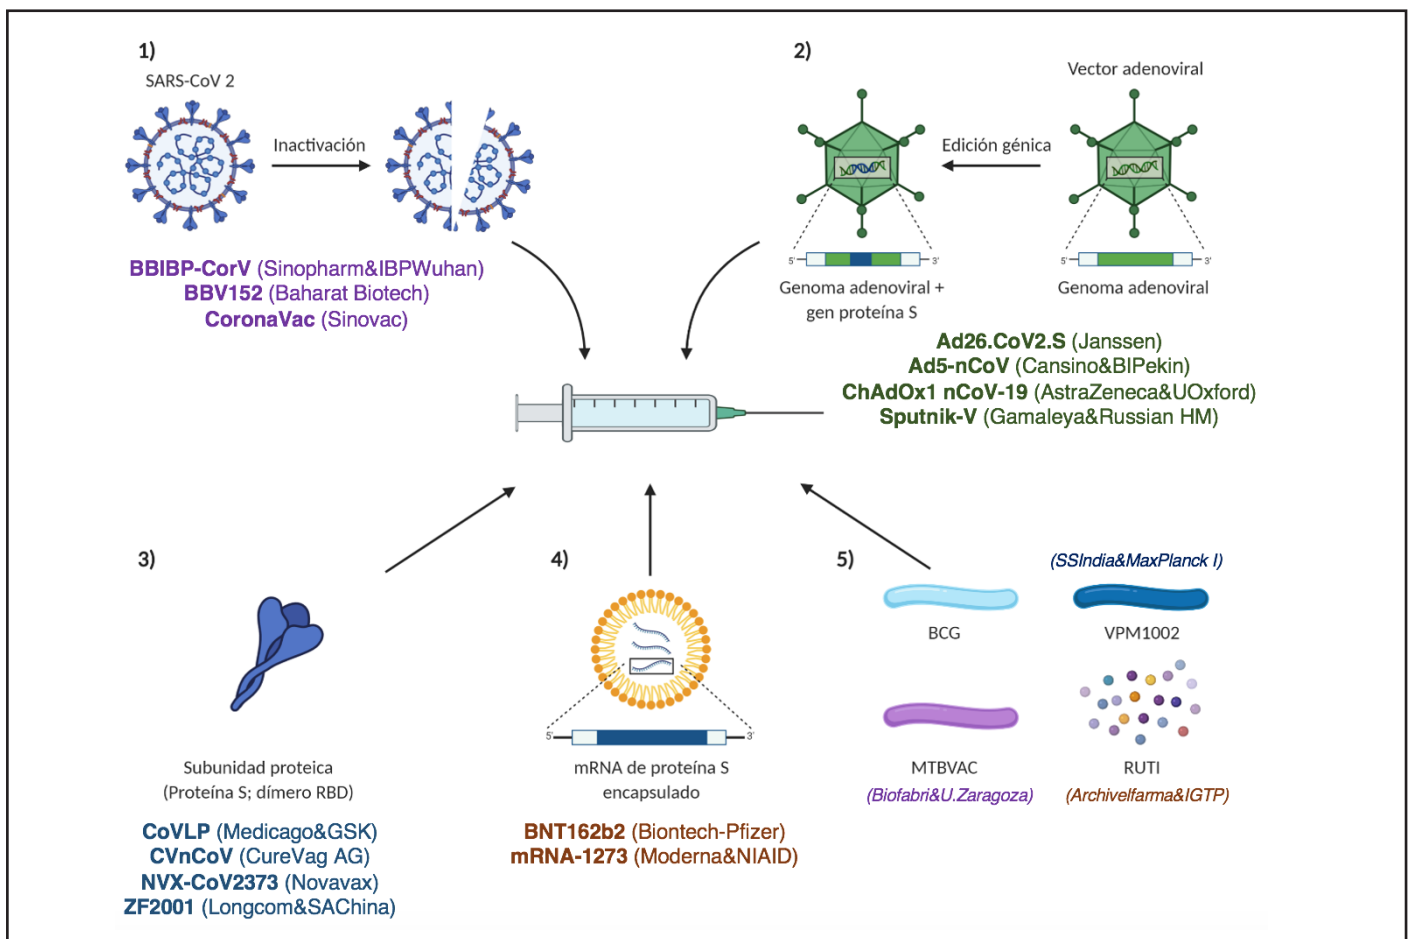 1)
SARS-CoV 2
Inactivación
BBIBP-CorV (Sinopharm&IBPWuhan)
BBV152 (Baharat Biotech)
CoronaVac (Sinovac)
2)
Vector adenoviral
Edición génica
5' 3'
5' 3'
Genoma adenoviral +
gen proteína S
Genoma adenoviral
Ad26.CoV2.S (Janssen)
Ad5-nCoV (Cansino&BIPekin)
ChAdOx1 nCoV-19 (AstraZeneca&UOxford)
Sputnik-V (Gamaleya&Russian HM)
3)
Subunidad proteica
(Proteína S; dímero RBD)
CoVLP (Medicago&GSK)
CVnCoV (CureVag AG)
NVX-CoV2373 (Novavax)
ZF2001 (Longcom&SAChina)
4)
5' 3'
mRNA de proteína S
encapsulado
BNT162b2 (Biontech-Pfizer)
mRNA-1273 (Moderna&NIAID)
5)
(SSIndia&MaxPlanck I)
BCG
VPM1002
MTBVAC
(Biofabri&U.Zaragoza)
RUTI
(Archivelfarma&IGTP)